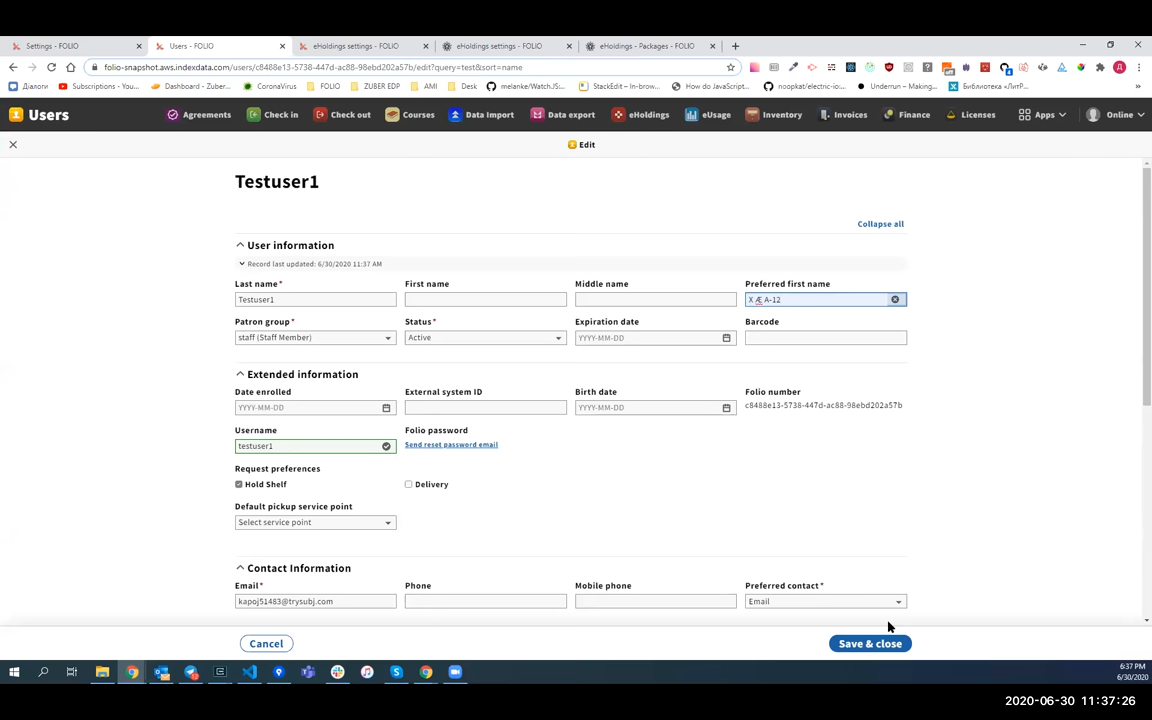 Settings - FOLIO
Users - FOLIO
eHoldings settings - FOLIO
eHoldings settings - FOLIO
eHoldings - Packages - FOLIO
folio-snapshot.aws.indexdata.com/users/c8488e13-5738-447d-ac88-98ebd202a57b/edit?query=test&sort=name
Діалоги
Subscriptions - You...
Dashboard - Zuber...
CoronaVirus
FOLIO
ZUBER EDP
AMI
Desk
melanke/WatchJS:...
StackEdit – In-brow...
How do JavaScript...
noopkat/electric-io:...
Underrun – Making...
Библиотека «ЛитР...
Users
Agreements
Check in
Check out
Courses
Data Import
Data export
eHoldings
eUsage
Inventory
Invoices
Finance
Licenses
Apps
Online
Edit
Testuser1
Collapse all
User information
Record last updated: 6/30/2020 11:37 AM
Last name*
First name
Middle name
Preferred first name
Testuser1
X Æ A-12
Patron group*
Status*
Expiration date
Barcode
staff (Staff Member)
Active
YYYY-MM-DD
Extended information
Date enrolled
External system ID
Birth date
Folio number
YYYY-MM-DD
YYYY-MM-DD
c8488e13-5738-447d-ac88-98ebd202a57b
Username
Folio password
testuser1
Send reset password email
Request preferences
Hold Shelf
Delivery
Default pickup service point
Select service point
Contact Information
Email*
Phone
Mobile phone
Preferred contact*
kapoj51483@trysubj.com
Email
Cancel
Save & close
6:37 PM
6/30/2020
2020-06-30 11:37:26